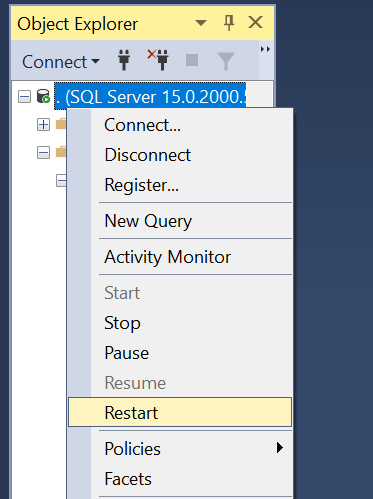 Object Explorer
Connect
. (SQL Server 15.0.2000.5
Connect...
Disconnect
Register...
New Query
Activity Monitor
Start
Stop
Pause
Resume
Restart
Policies
Facets